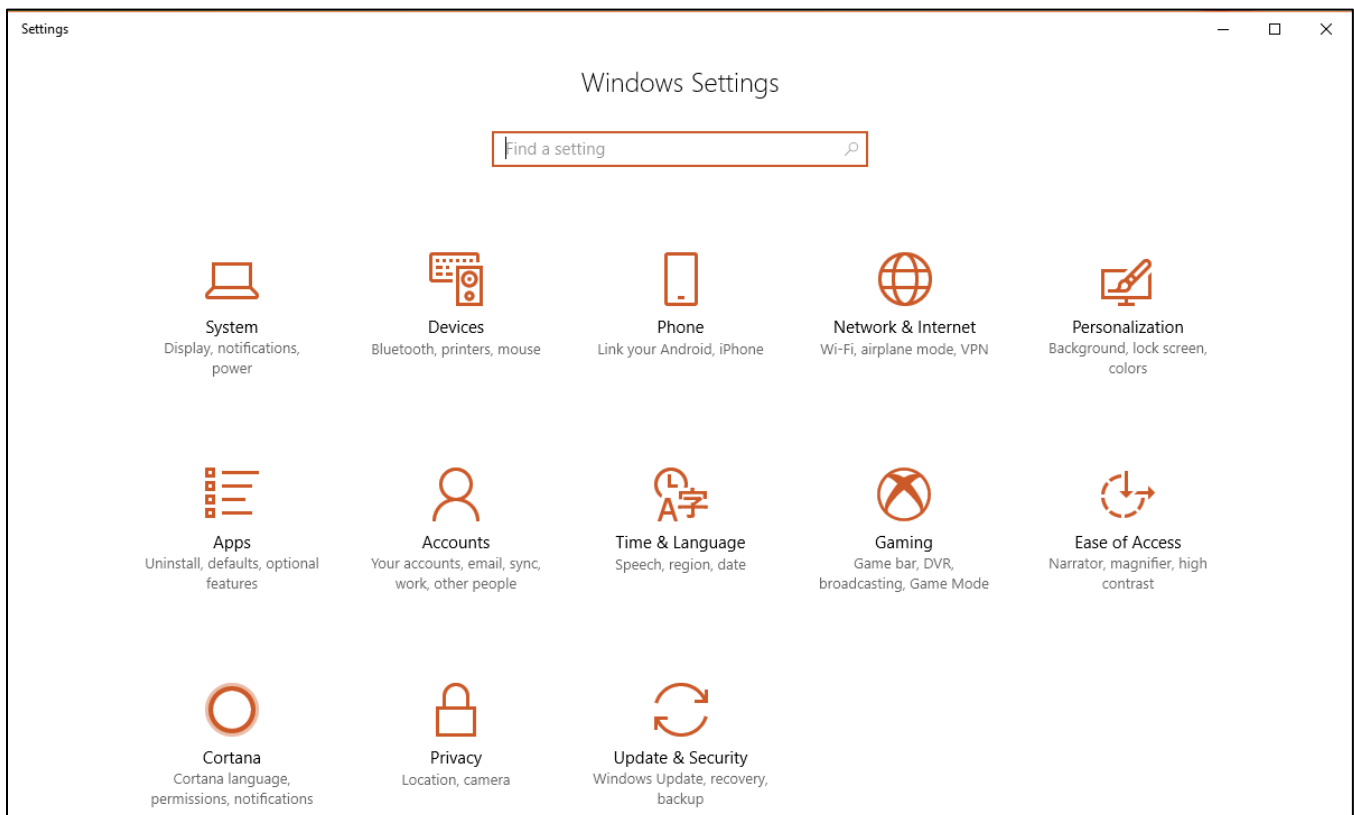 Settings
Windows Settings
Find a setting
System
Display, notifications,
power
Devices
Bluetooth, printers, mouse
Phone
Link your Android, iPhone
Network & Internet
Wi-Fi, airplane mode, VPN
Personalization
Background, lock screen,
colors
Apps
Uninstall, defaults, optional
features
Accounts
Your accounts, email, sync,
work, other people
A字
Time & Language
Speech, region, date
Gaming
Game bar, DVR,
broadcasting, Game Mode
Ease of Access
Narrator, magnifier, high
contrast
Cortana
Cortana language,
permissions, notifications
Privacy
Location, camera
Update & Security
Windows Update, recovery,
backup